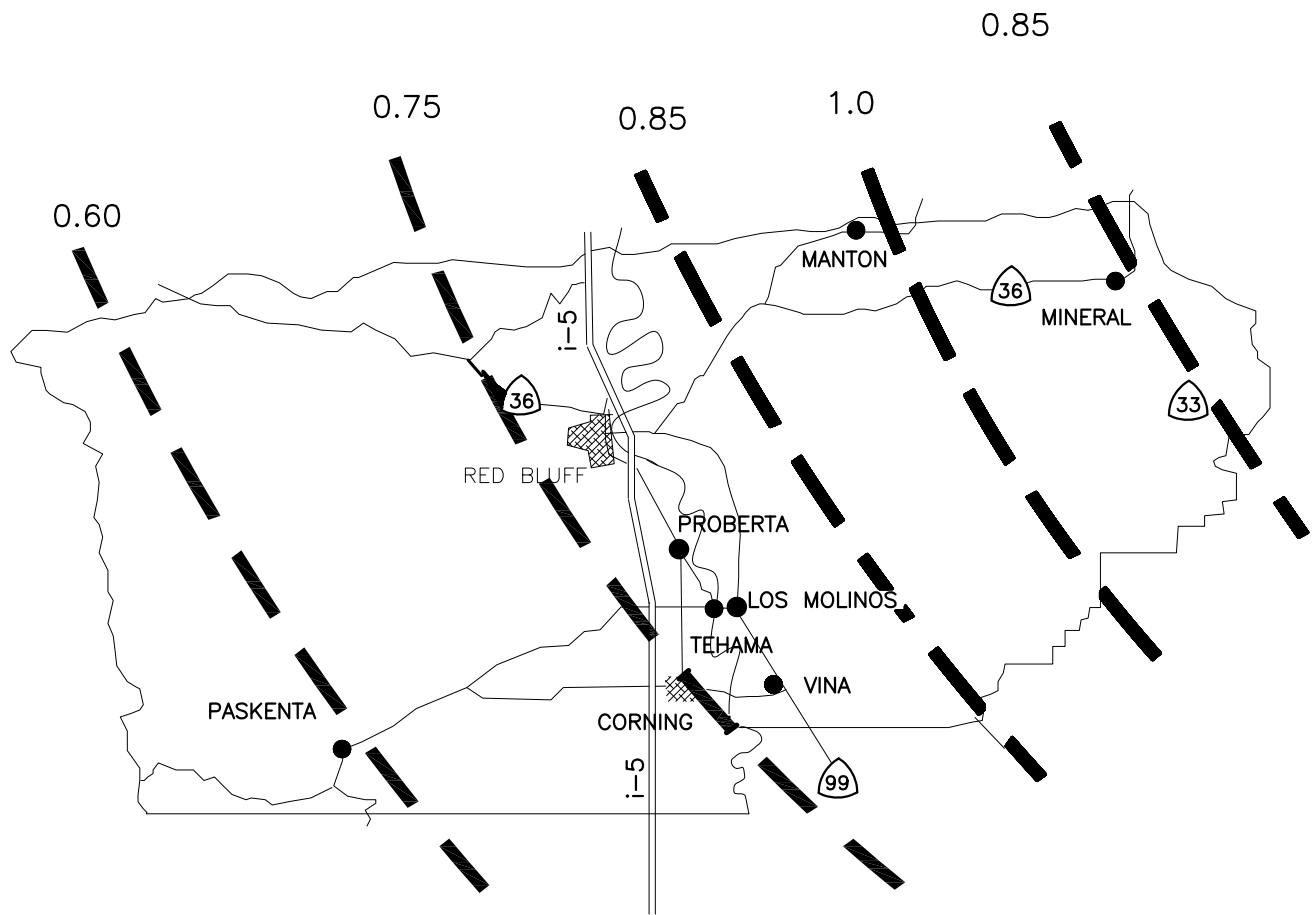 0.85
1.0
0.75
0.85
0.60
MANTON
36
MINERAL
i-5
36
33
RED BLUFF
PROBERTA
LOS MOLINOS
TEHAMA
VINA
PASKENTA
CORNING
i-5
99